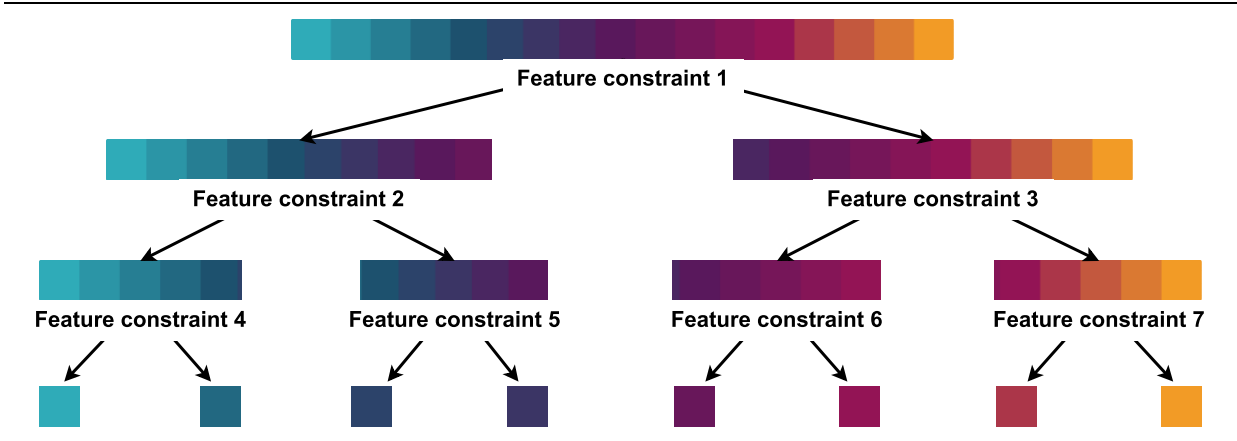 Feature constraint 1
Feature constraint 2
Feature constraint 3
Feature constraint 4
Feature constraint 5
Feature constraint 6
Feature constraint 7